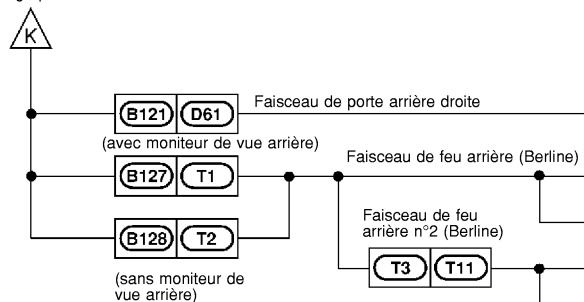 K
B121 D61 Faisceau de porte arrière droite
(avec moniteur de vue arrière)
B127 T1 Faisceau de feu arrière (Berline)
B128 T2
(sans moniteur de
vue arrière)
Faisceau de feu
arrière n°2 (Berline)
T3 T11